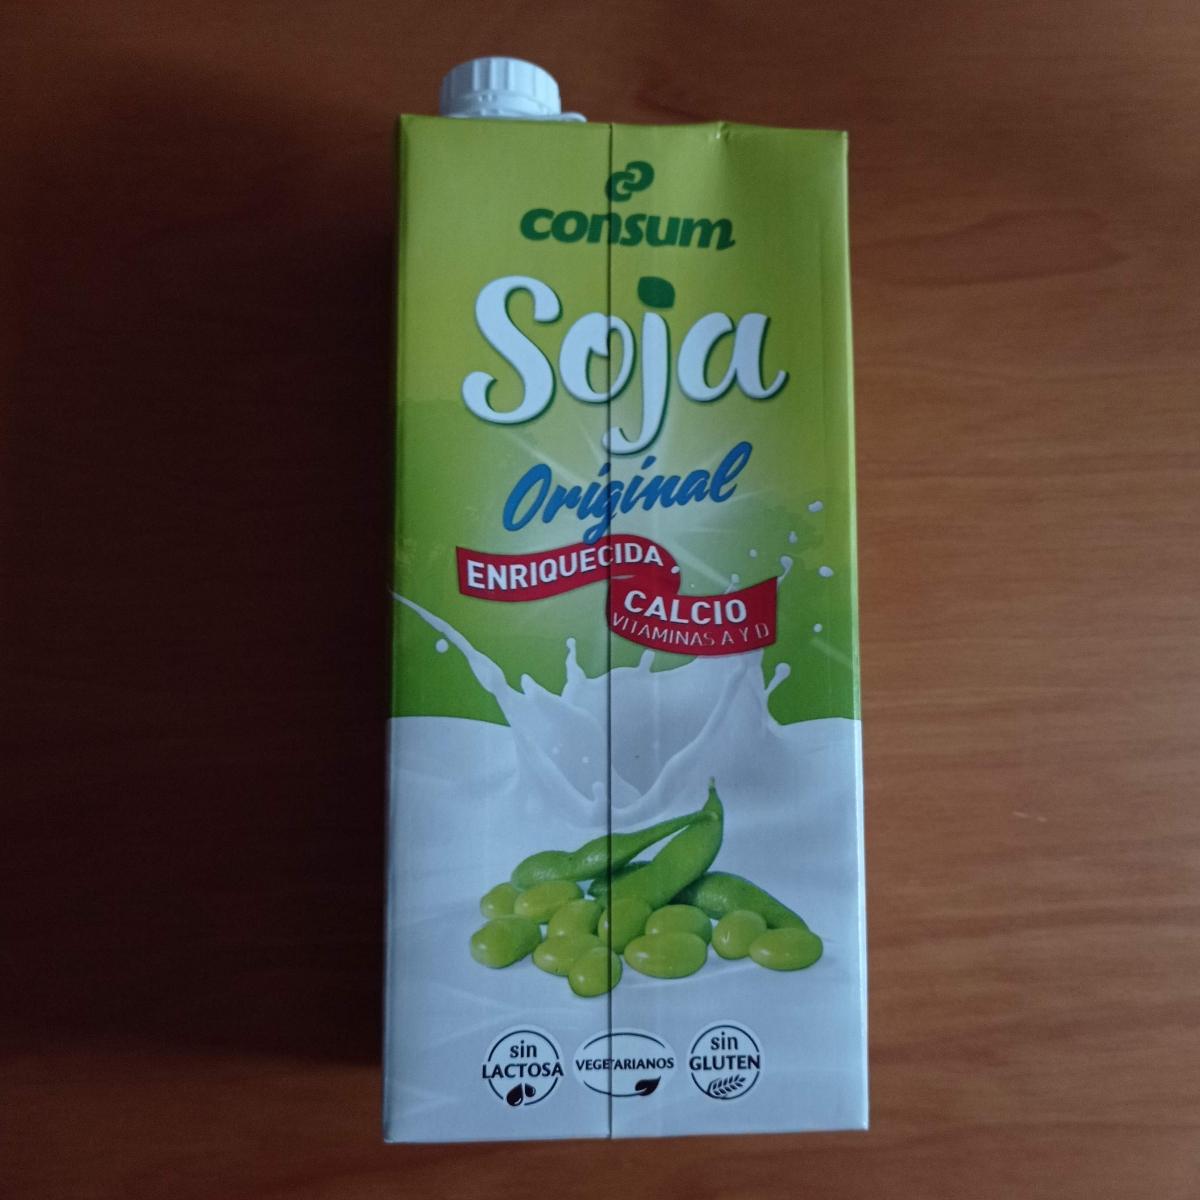 consum
Soja
Original
ENRIQUECIDA
CALCIO
VITAMINAS A Y D
sin
LACTOSA
VEGETARIANOS
sin
GLUTEN